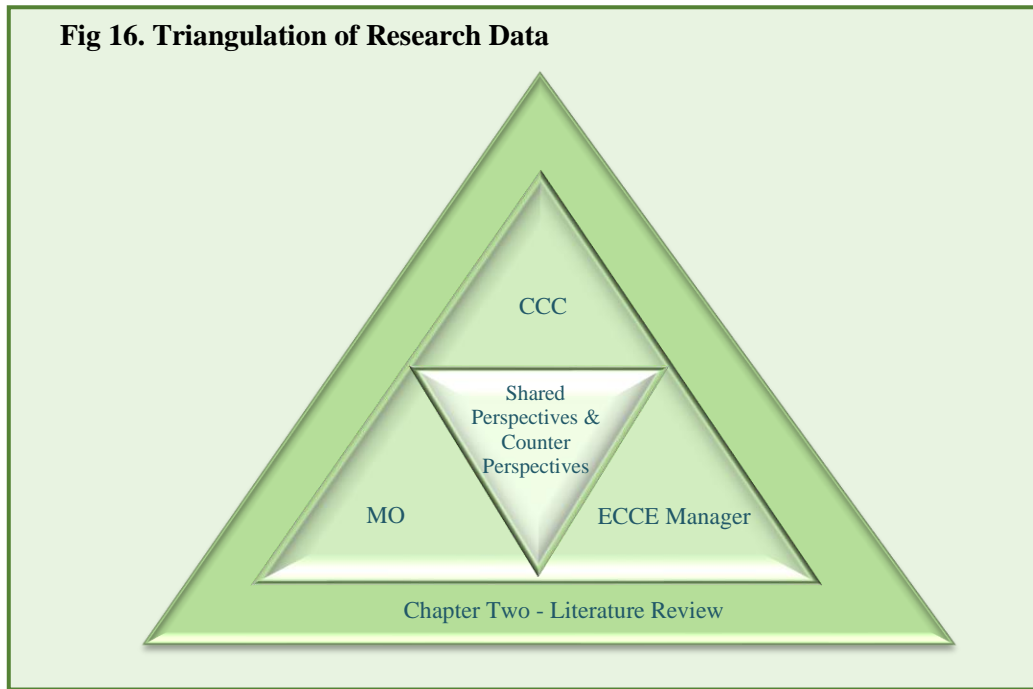 Fig 16. Triangulation of Research Data
CCC
Shared
Perspectives &
Counter
Perspectives
MO
ECCE Manager
Chapter Two - Literature Review